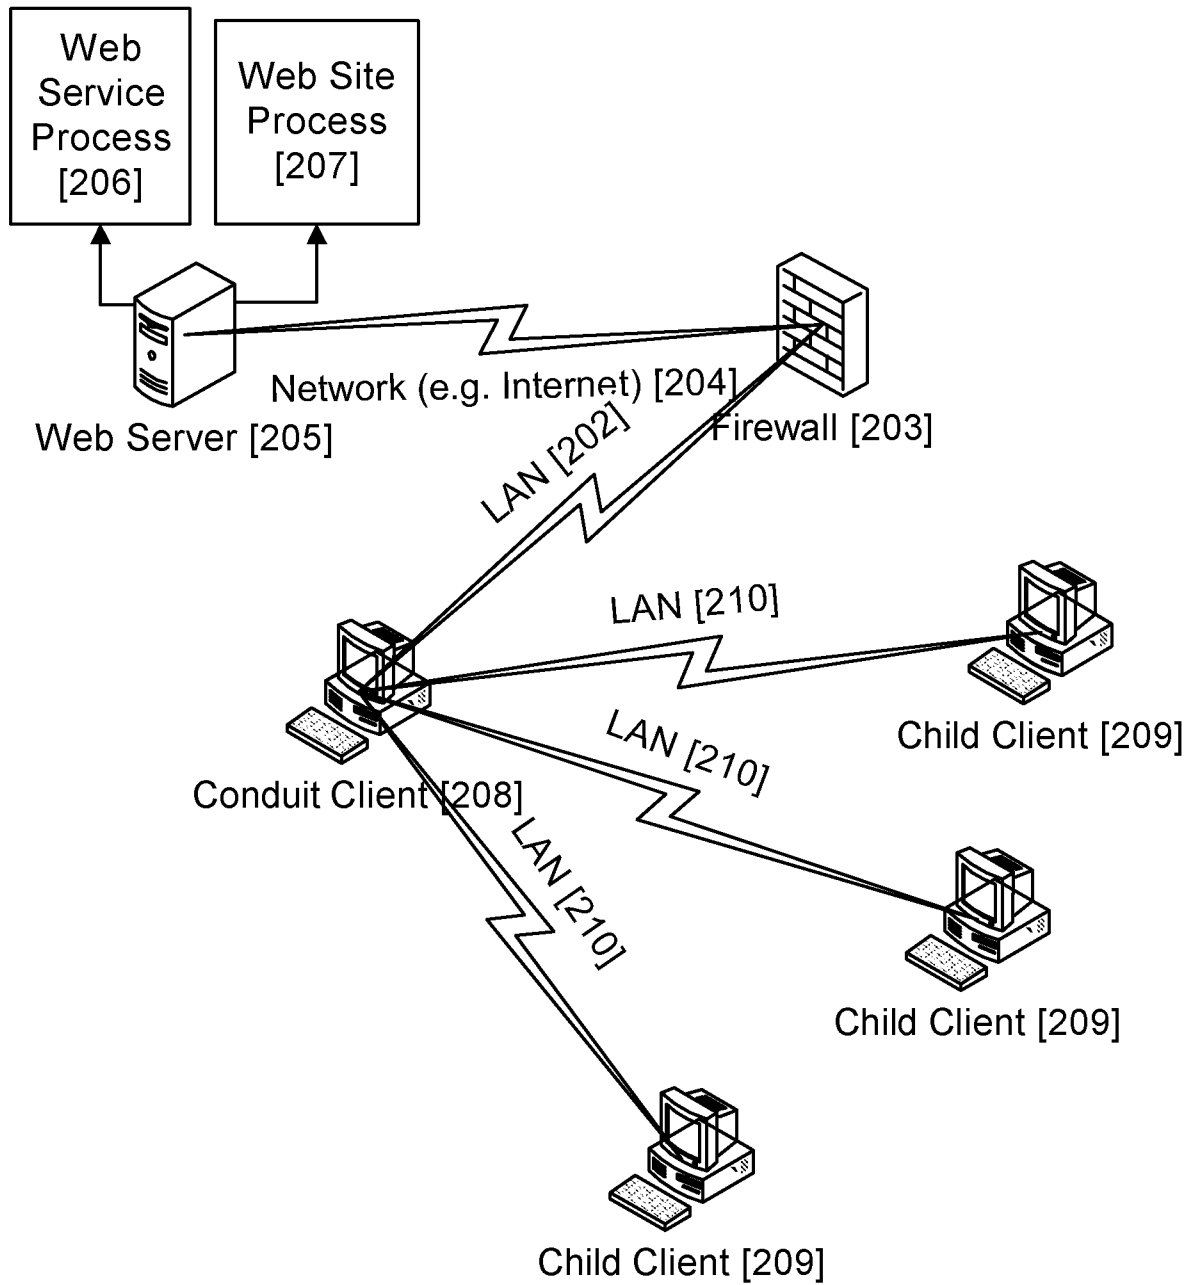 Web
Service
Process
[206]
Web Site
Process
[207]
Network (e.g. Internet) [204]
Web Server [205]
Firewall [203]
LAN [202]
LAN [210]
Child Client [209]
LAN [210]
Conduit Client [208]
LAN [210]
Child Client [209]
Child Client [209]